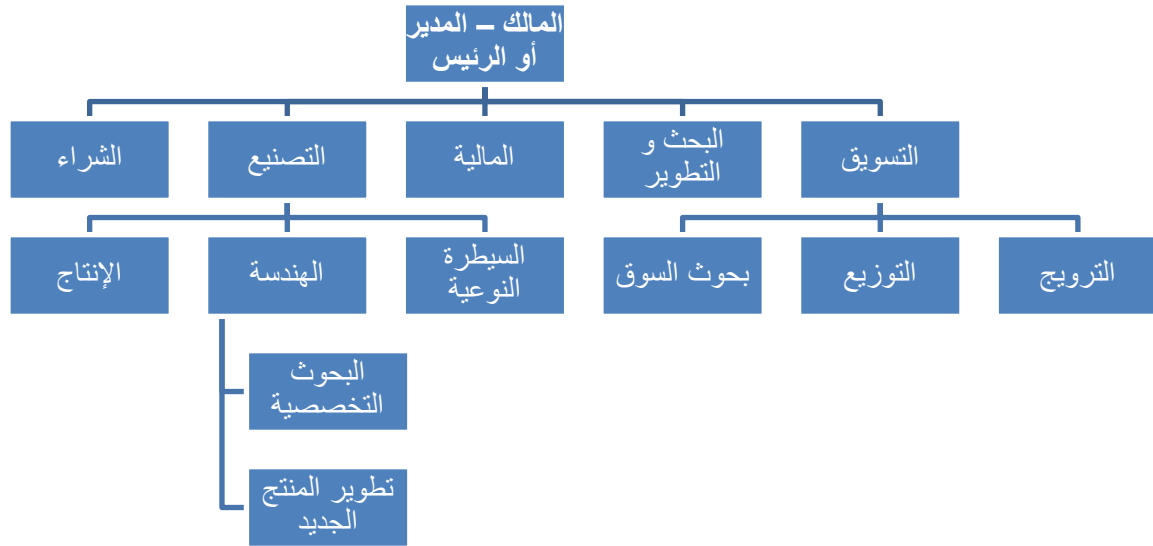 المالك – المدير
أو الرئيس
التسويق
البحث و
التطوير
المالية
التصنيع
الشراء
الترويج
التوزيع
بحوث السوق
السيطرة
النوعية
الهندسة
الإنتاج
البحوث
التخصصية
تطوير المنتج
الجديد